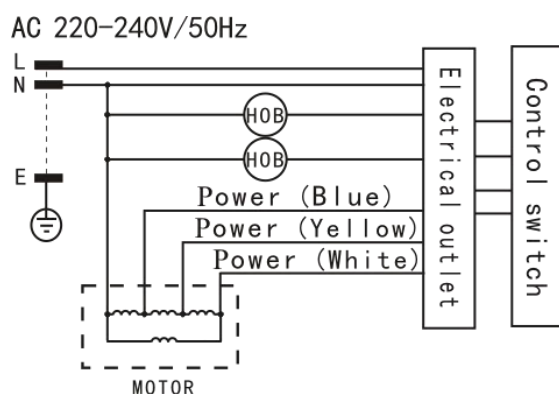 AC 220-240V/50Hz
L
N
HOB
HOB
E
Power (Blue)
Power (Yellow)
Power (White)
Electrical outlet
Control switch
MOTOR